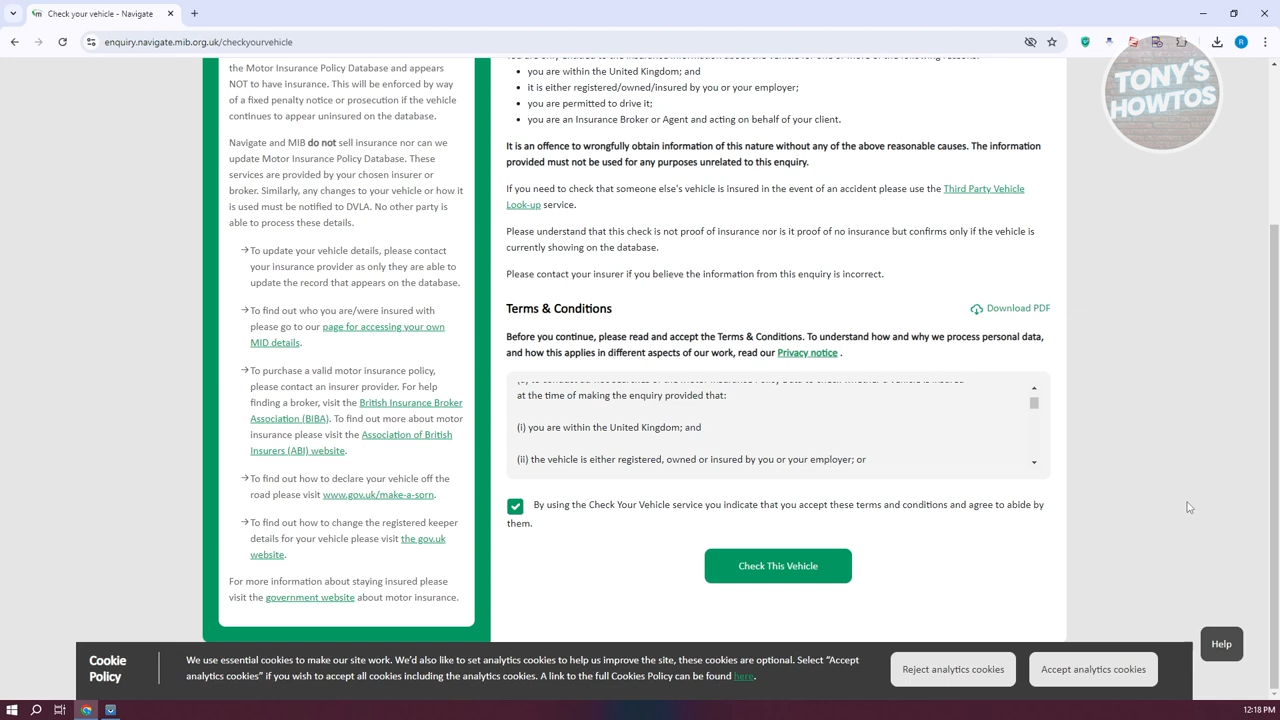 Check your vehicle - Navigate
enquiry.navigate.mib.org.uk/checkyourvehicle
R
TONY'S
HOWTOS
the Motor Insurance Policy Database and appears
NOT to have insurance. This will be enforced by way
of a fixed penalty notice or prosecution if the vehicle
continues to appear uninsured on the database.
Navigate and MIB do not sell insurance nor can we
update Motor Insurance Policy Database. These
services are provided by your chosen insurer or
broker. Similarly, any changes to your vehicle or how it
is used must be notified to DVLA. No other party is
able to process these details.
→ To update your vehicle details, please contact
your insurance provider as only they are able to
update the record that appears on the database.
→ To find out who you are/were insured with
please go to our page for accessing your own
MID details.
→ To purchase a valid motor insurance policy,
please contact an insurer provider. For help
finding a broker, visit the British Insurance Broker
Association (BIBA). To find out more about motor
insurance please visit the Association of British
Insurers (ABI) website.
→ To find out how to declare your vehicle off the
road please visit www.gov.uk/make-a-sorn.
→ To find out how to change the registered keeper
details for your vehicle please visit the gov.uk
website.
For more information about staying insured please
visit the government website about motor insurance.
• you are within the United Kingdom; and
• it is either registered/owned/insured by you or your employer;
• you are permitted to drive it;
• you are an Insurance Broker or Agent and acting on behalf of your client.
It is an offence to wrongfully obtain information of this nature without any of the above reasonable causes. The information
provided must not be used for any purposes unrelated to this enquiry.
If you need to check that someone else's vehicle is insured in the event of an accident please use the Third Party Vehicle
Look-up service.
Please understand that this check is not proof of insurance nor is it proof of no insurance but confirms only if the vehicle is
currently showing on the database.
Please contact your insurer if you believe the information from this enquiry is incorrect.
Terms & Conditions
Download PDF
Before you continue, please read and accept the Terms & Conditions. To understand how and why we process personal data,
and how this applies in different aspects of our work, read our Privacy notice .
at the time of making the enquiry provided that:
(i) you are within the United Kingdom; and
(ii) the vehicle is either registered, owned or insured by you or your employer; or
By using the Check Your Vehicle service you indicate that you accept these terms and conditions and agree to abide by
them.
Check This Vehicle
Help
Cookie
Policy
We use essential cookies to make our site work. We'd also like to set analytics cookies to help us improve the site, these cookies are optional. Select "Accept
analytics cookies" if you wish to accept all cookies including the analytics cookies. A link to the full Cookies Policy can be found here.
Reject analytics cookies
Accept analytics cookies
12:18 PM